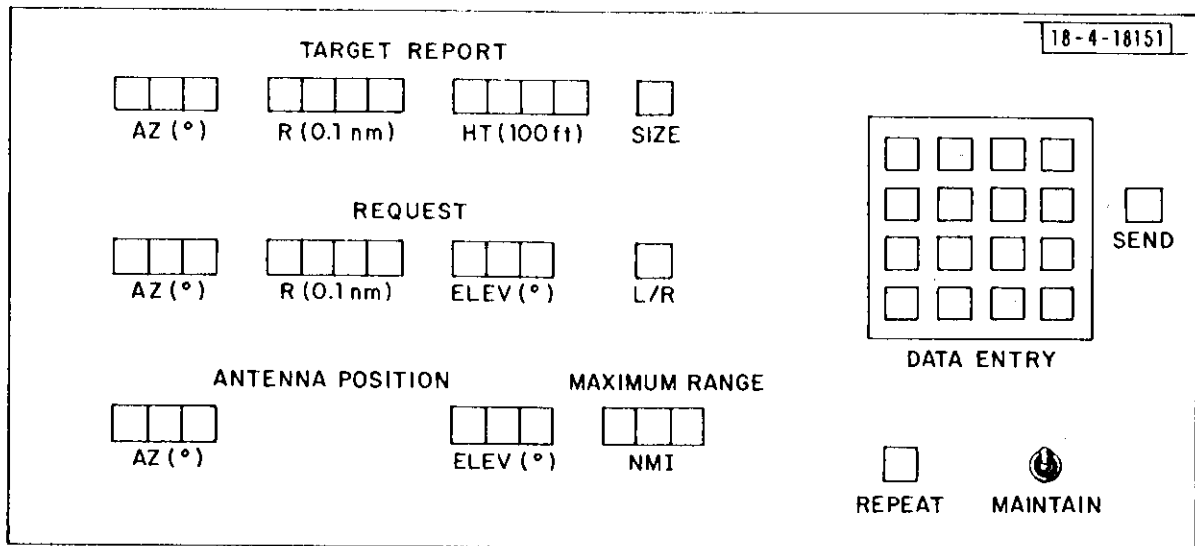 18-4-18151
TARGET REPORT
AZ (°) R (0.1 nm) HT (100 ft) SIZE
REQUEST
AZ (°) R (0.1 nm) ELEV (°) L/R
SEND
DATA ENTRY
ANTENNA POSITION MAXIMUM RANGE
AZ (°) ELEV (°) NMI
REPEAT MAINTAIN